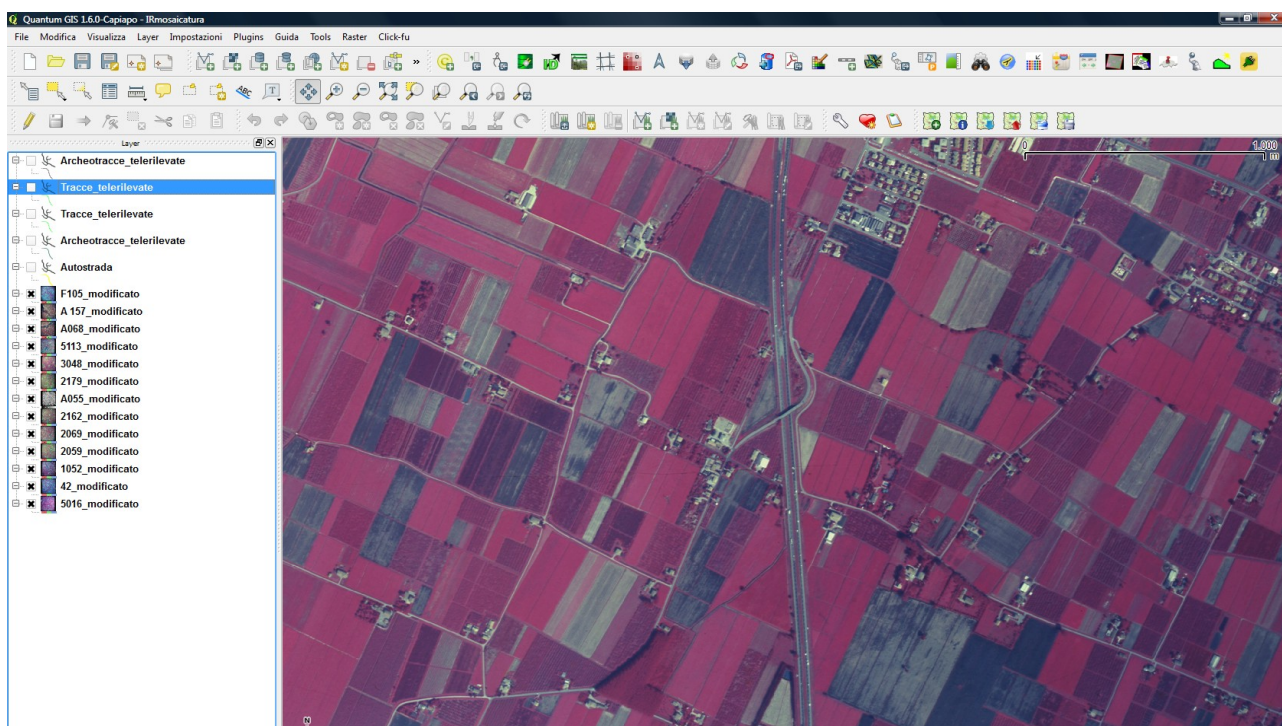 Quantum GIS 1.6.0-Capiapo - IRmosaicatura
File Modifica Visualizza Layer Impostazioni Plugins Guida Tools Raster Click-fu
Layer
Archeotracce_telerilevate
Tracce_telerilevate
Tracce_telerilevate
Archeotracce_telerilevate
Autostrada
F105_modificato
A 157_modificato
A068_modificato
5113_modificato
3048_modificato
2179_modificato
A055_modificato
2162_modificato
2069_modificato
2059_modificato
1052_modificato
42_modificato
5016_modificato
0 1.000
m
N